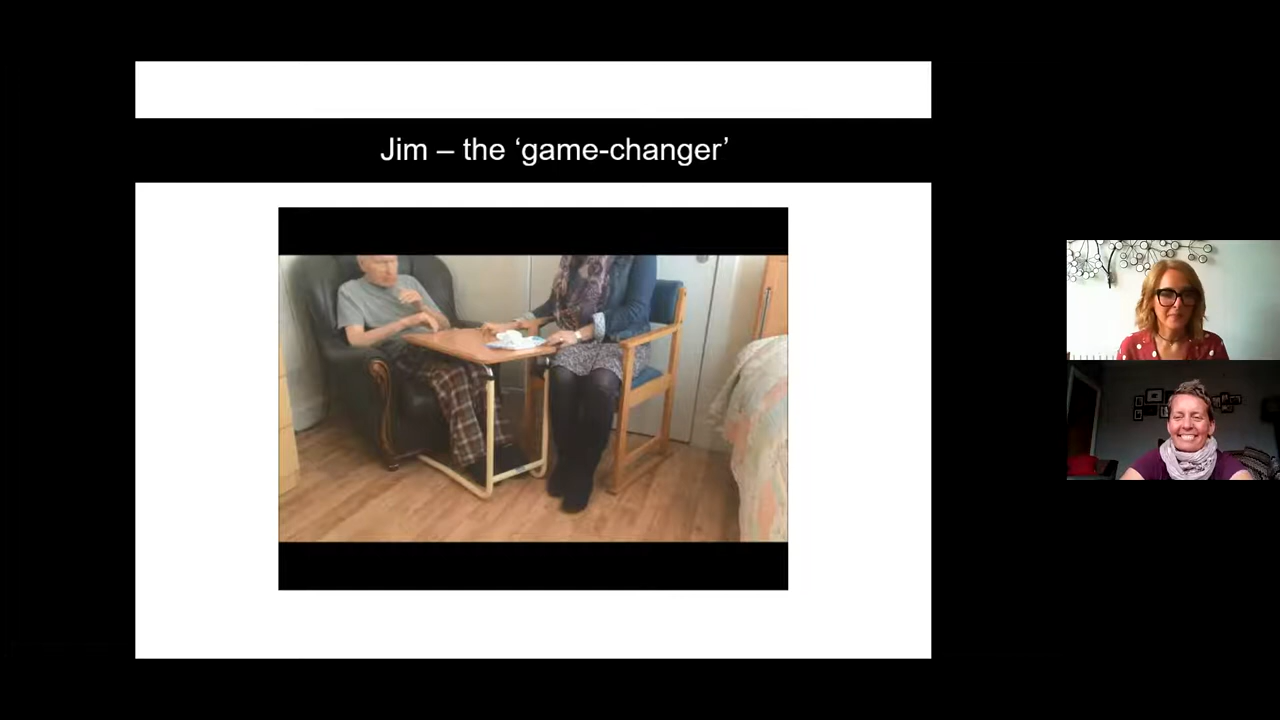 Jim – the ‘game-changer’